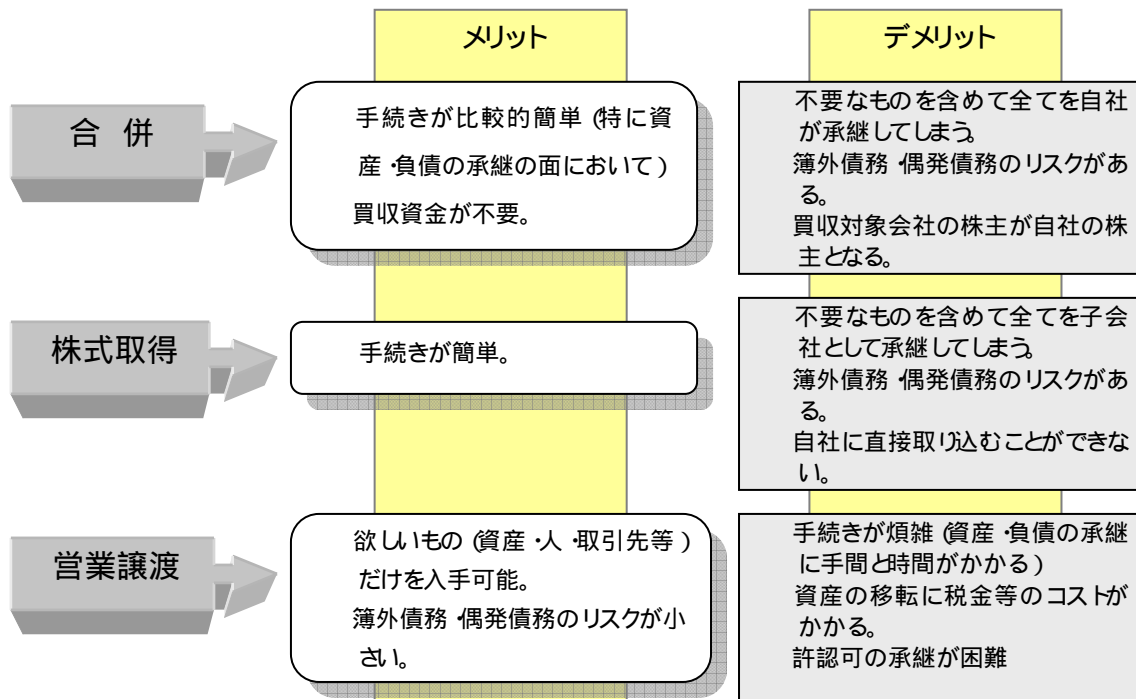 メリット
デメリット
合 併
手続きが比較的簡単(特に資
産・負債の承継の面において)
買収資金が不要。
不要なものを含めて全てを自社
が承継してしまう。
簿外債務・偶発債務のリスクがあ
る。
買収対象会社の株主が自社の株
主となる。
株式取得
手続きが簡単。
不要なものを含めて全てを子会
社として承継してしまう。
簿外債務・偶発債務のリスクがあ
る。
自社に直接取り込むことができな
い。
営業譲渡
欲しいもの(資産・人・取引先等)
だけを入手可能。
簿外債務・偶発債務のリスクが小
さい。
手続きが煩雑(資産・負債の承継
に手間と時間がかかる)
資産の移転に税金等のコストが
かかる。
許認可の承継が困難